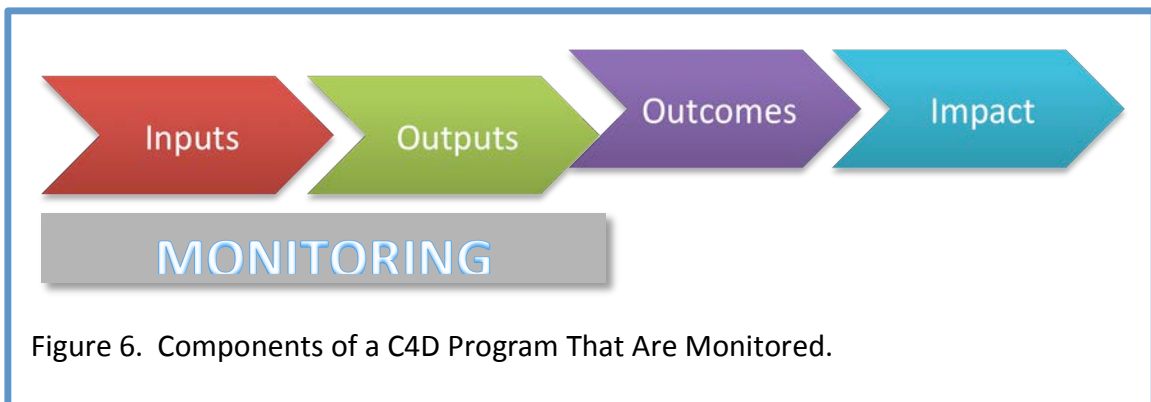 Inputs
Outputs
Outcomes
Impact
MONITORING
Figure 6.  Components of a C4D Program That Are Monitored.